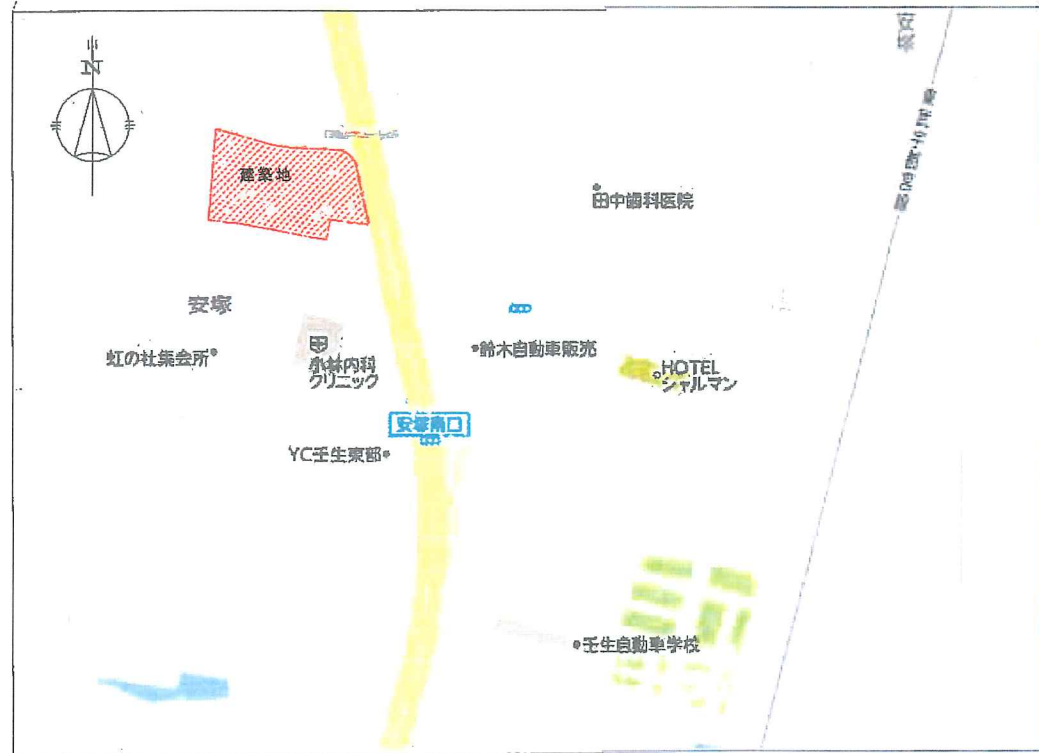 N
建築地
田中歯科医院
安塚
虹の杜集会所
小林内科
クリニック
鈴木自動車販売
HOTEL
シャルマン
安塚南口
YC壬生東部
壬生自動車学校